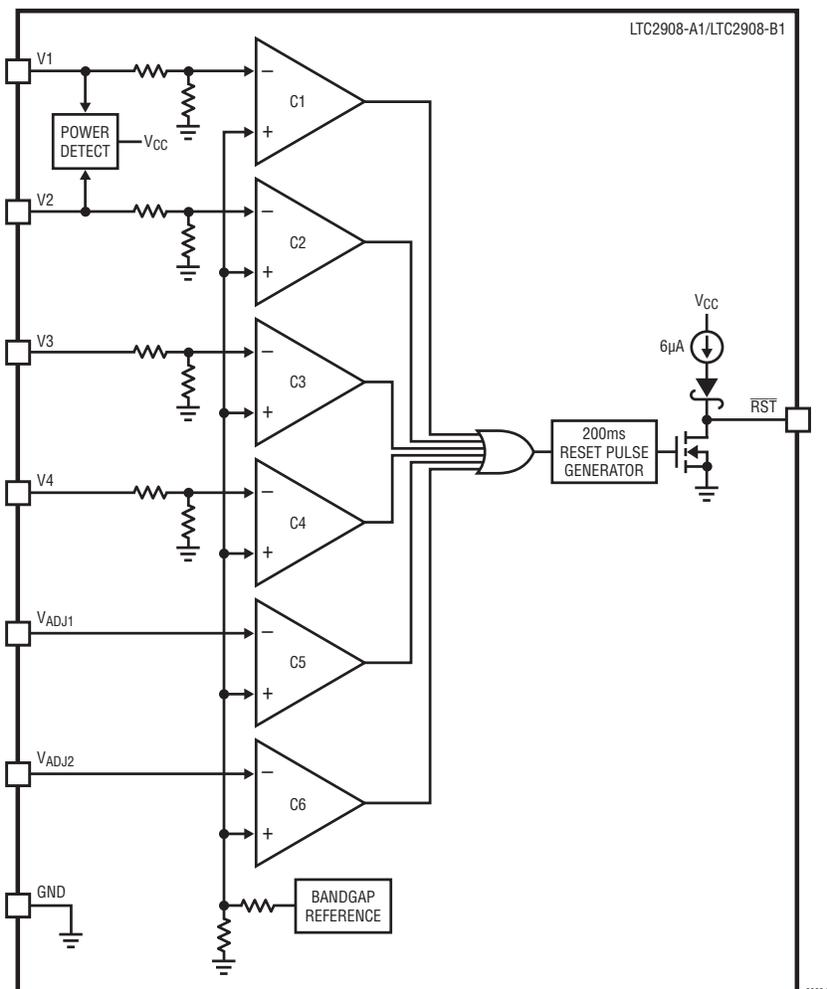 LTC2908-A1/LTC2908-B1
V1
C1
POWER
DETECT
VCC
V2
C2
V3
C3
VCC
6µA
RST
200ms
RESET PULSE
GENERATOR
V4
C4
VADJ1
C5
VADJ2
C6
GND
BANDGAP
REFERENCE